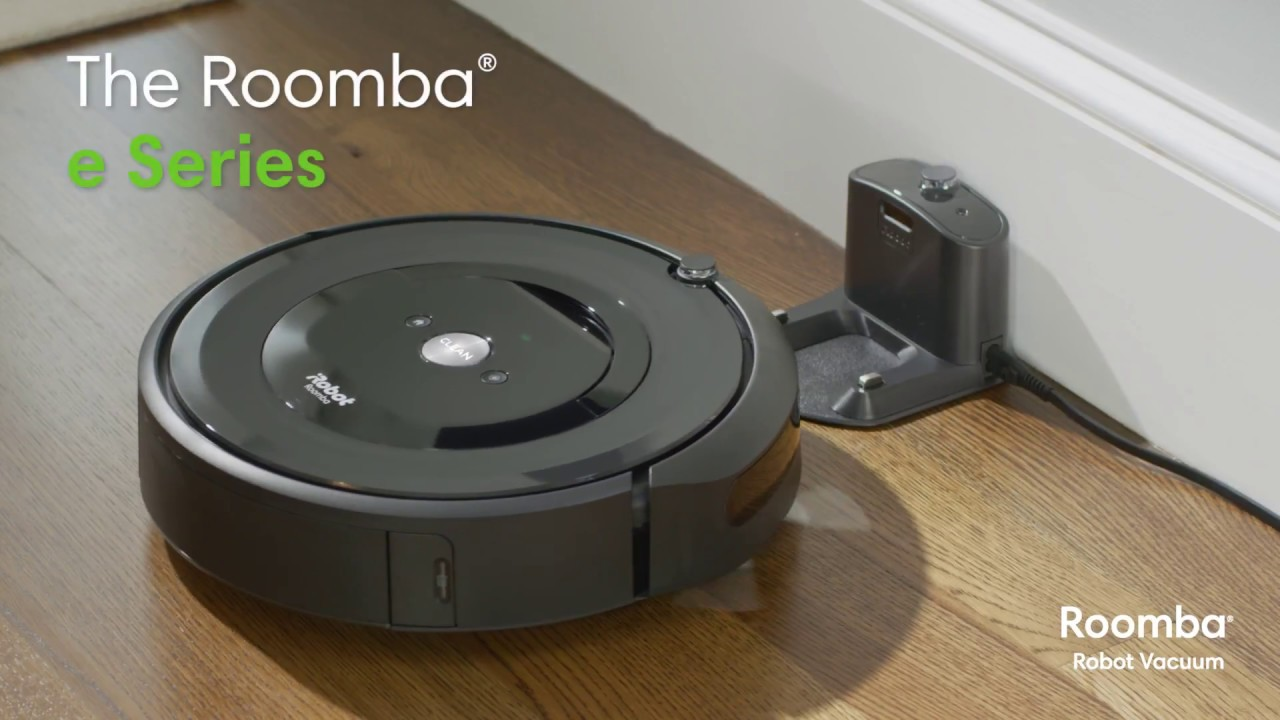 The Roomba®
e Series
CLEAN
iRobot
Roomba
Roomba®
Robot Vacuum